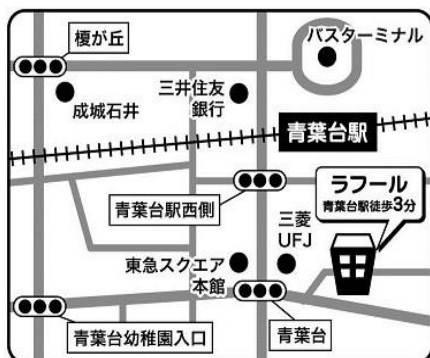 榎が丘
バスターミナル
成城石井
三井住友
銀行
青葉台駅
ラフール
青葉台駅徒歩3分
青葉台駅西側
三菱
UFJ
東急スクエア
本館
青葉台幼稚園入口
青葉台